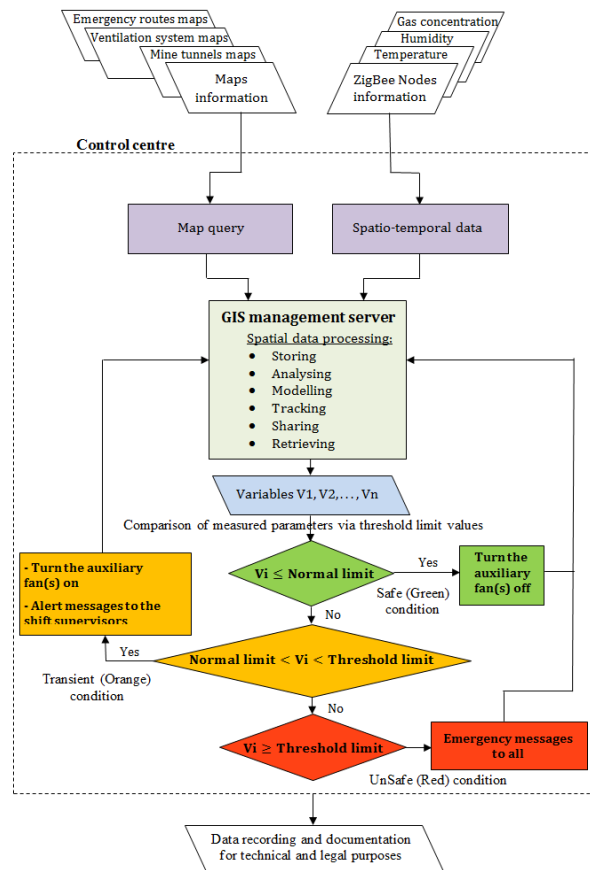 Emergency routes maps
Ventilation system maps
Mine tunnels maps
Maps
information
Gas concentration
Humidity
Temperature
ZigBee Nodes
information
Control centre
Map query
Spatio-temporal data
GIS management server
Spatial data processing:
● Storing
● Analysing
● Modelling
● Tracking
● Sharing
● Retrieving
Variables V1, V2,..., Vn
Comparison of measured parameters via threshold limit values
Vi ≤ Normal limit
Yes
Safe (Green)
condition
Turn the
auxiliary
fan(s) off
No
- Turn the auxiliary
fan(s) on
- Alert messages to the
shift supervisors
Normal limit < Vi < Threshold limit
Yes
Transient (Orange)
condition
No
Vi ≥ Threshold limit
Emergency messages
to all
UnSafe (Red) condition
Data recording and documentation
for technical and legal purposes